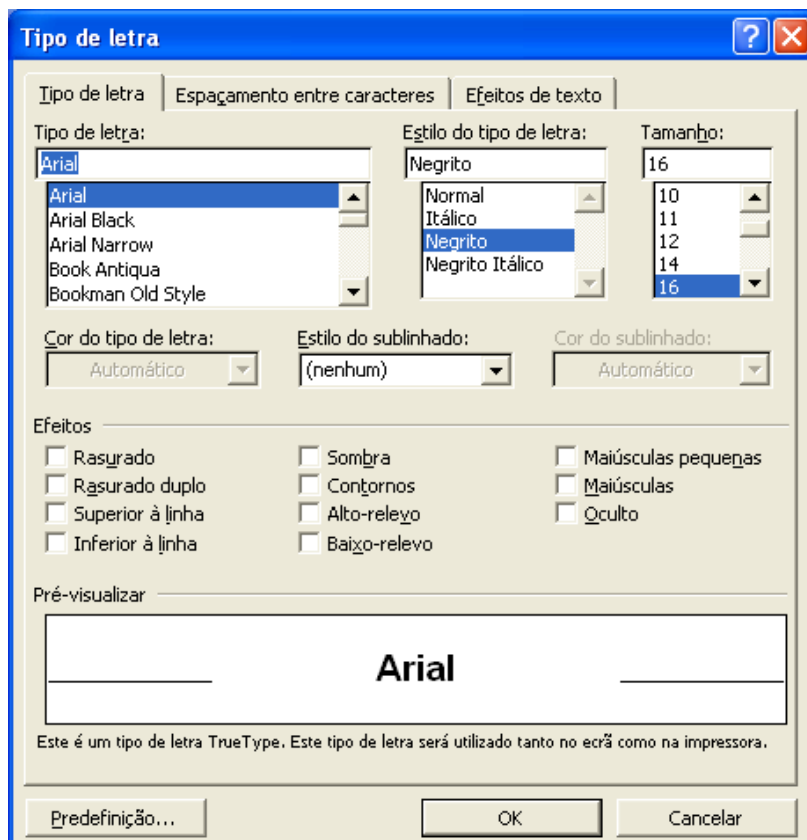 Tipo de letra
Tipo de letra Espaçamento entre caracteres Efeitos de texto
Tipo de letra: Estilo do tipo de letra: Tamanho:
Arial Negrito 16
Arial Normal 10
Arial Black Itálico 11
Arial Narrow Negrito 12
Book Antiqua Negrito Itálico 14
Bookman Old Style 16
Cor do tipo de letra: Estilo do sublinhado: Cor do sublinhado:
Automático (nenhum) Automático
Efeitos
Rasurado Sombra Maiúsculas pequenas
Rasurado duplo Contornos Maiúsculas
Superior à linha Alto-relevo Oculto
Inferior à linha Baixo-relevo
Pré-visualizar
Arial
Este é um tipo de letra TrueType. Este tipo de letra será utilizado tanto no ecrã como na impressora.
Predefinição... OK Cancelar